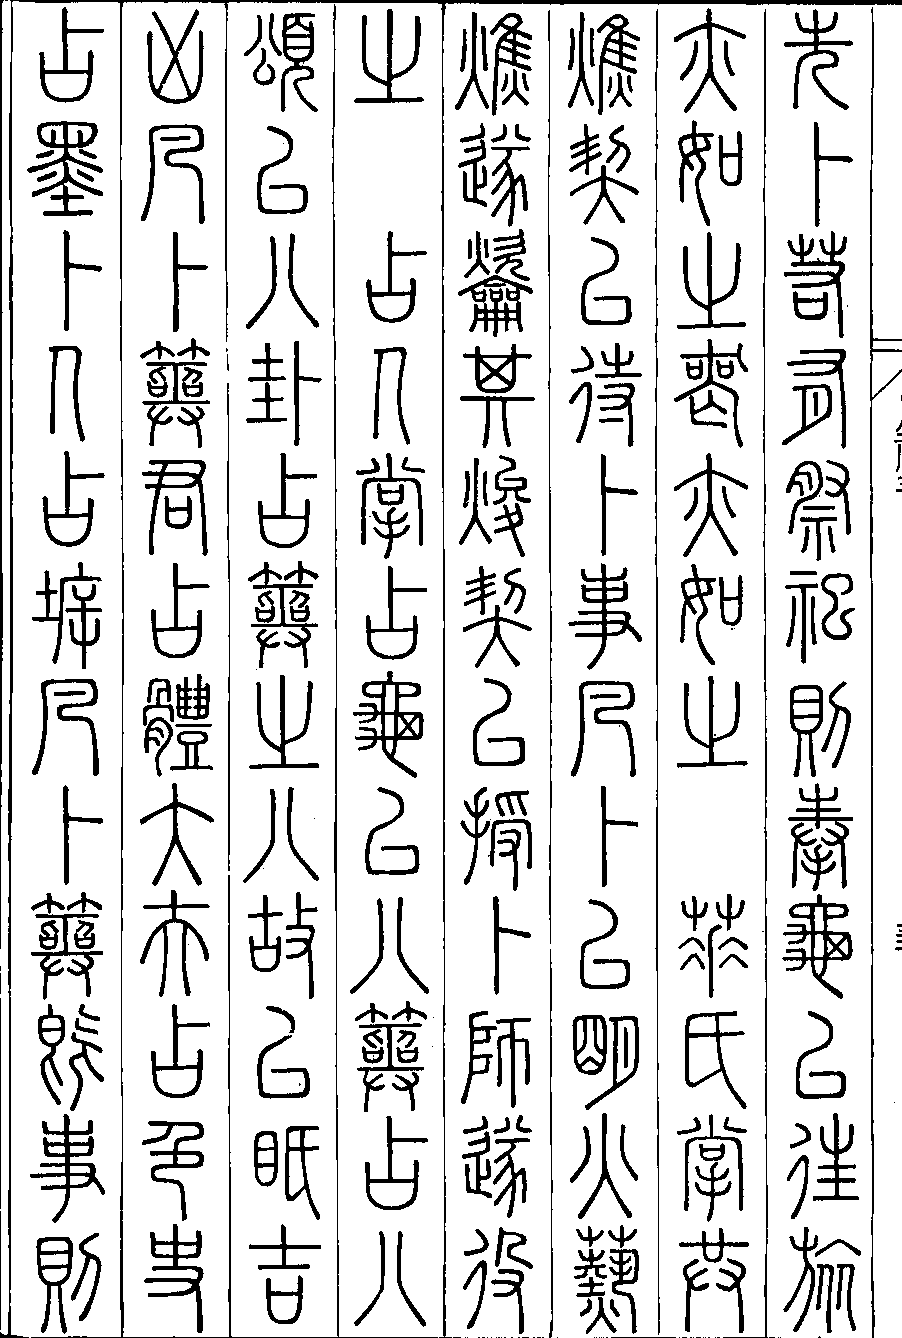 先卜若有祭祀則奉龜以往旅
亦如之喪亦如之　菙氏掌共
燋契以待卜事凡卜以明火爇
燋遂龡其焌契以授卜師遂役
之　占人掌占龜以八簭占八
頌以八卦占簭之八故以眡吉
凶凡卜簭君占體大夫占色史
占墨卜人占坼凡卜簭既事則